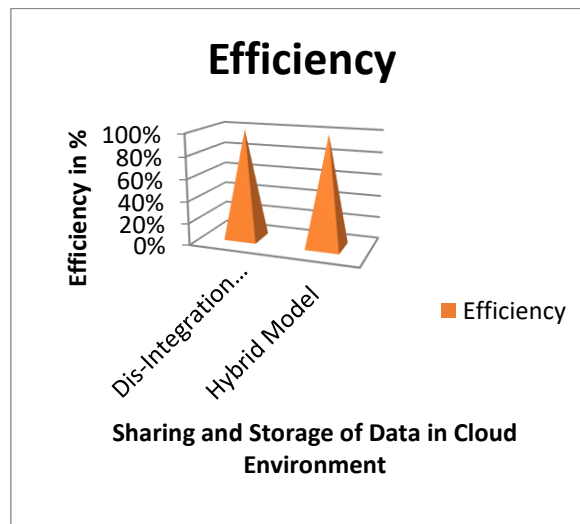 Efficiency
Efficiency in %
100%
80%
60%
40%
20%
0%
Dis-Integration...
Hybrid Model
Efficiency
Sharing and Storage of Data in Cloud
Environment